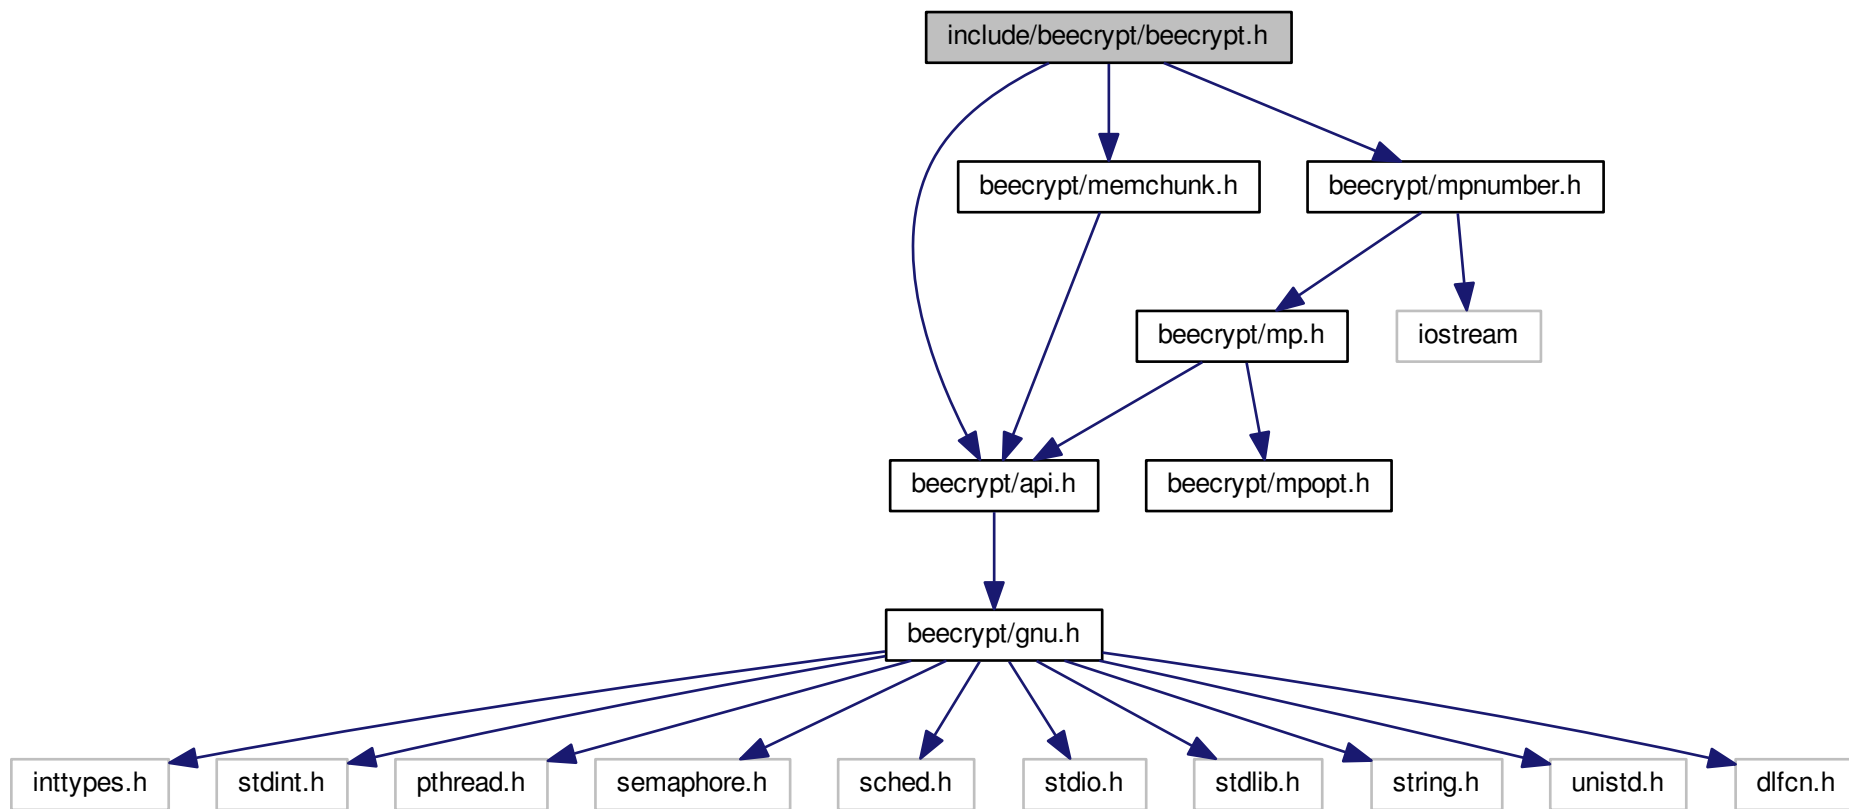 include/beecrypt/beecrypt.h
beecrypt/memchunk.h
beecrypt/mpnumber.h
beecrypt/mp.h
iostream
beecrypt/api.h
beecrypt/mpopt.h
beecrypt/gnu.h
inttypes.h
stdint.h
pthread.h
semaphore.h
sched.h
stdio.h
stdlib.h
string.h
unistd.h
dlfcn.h